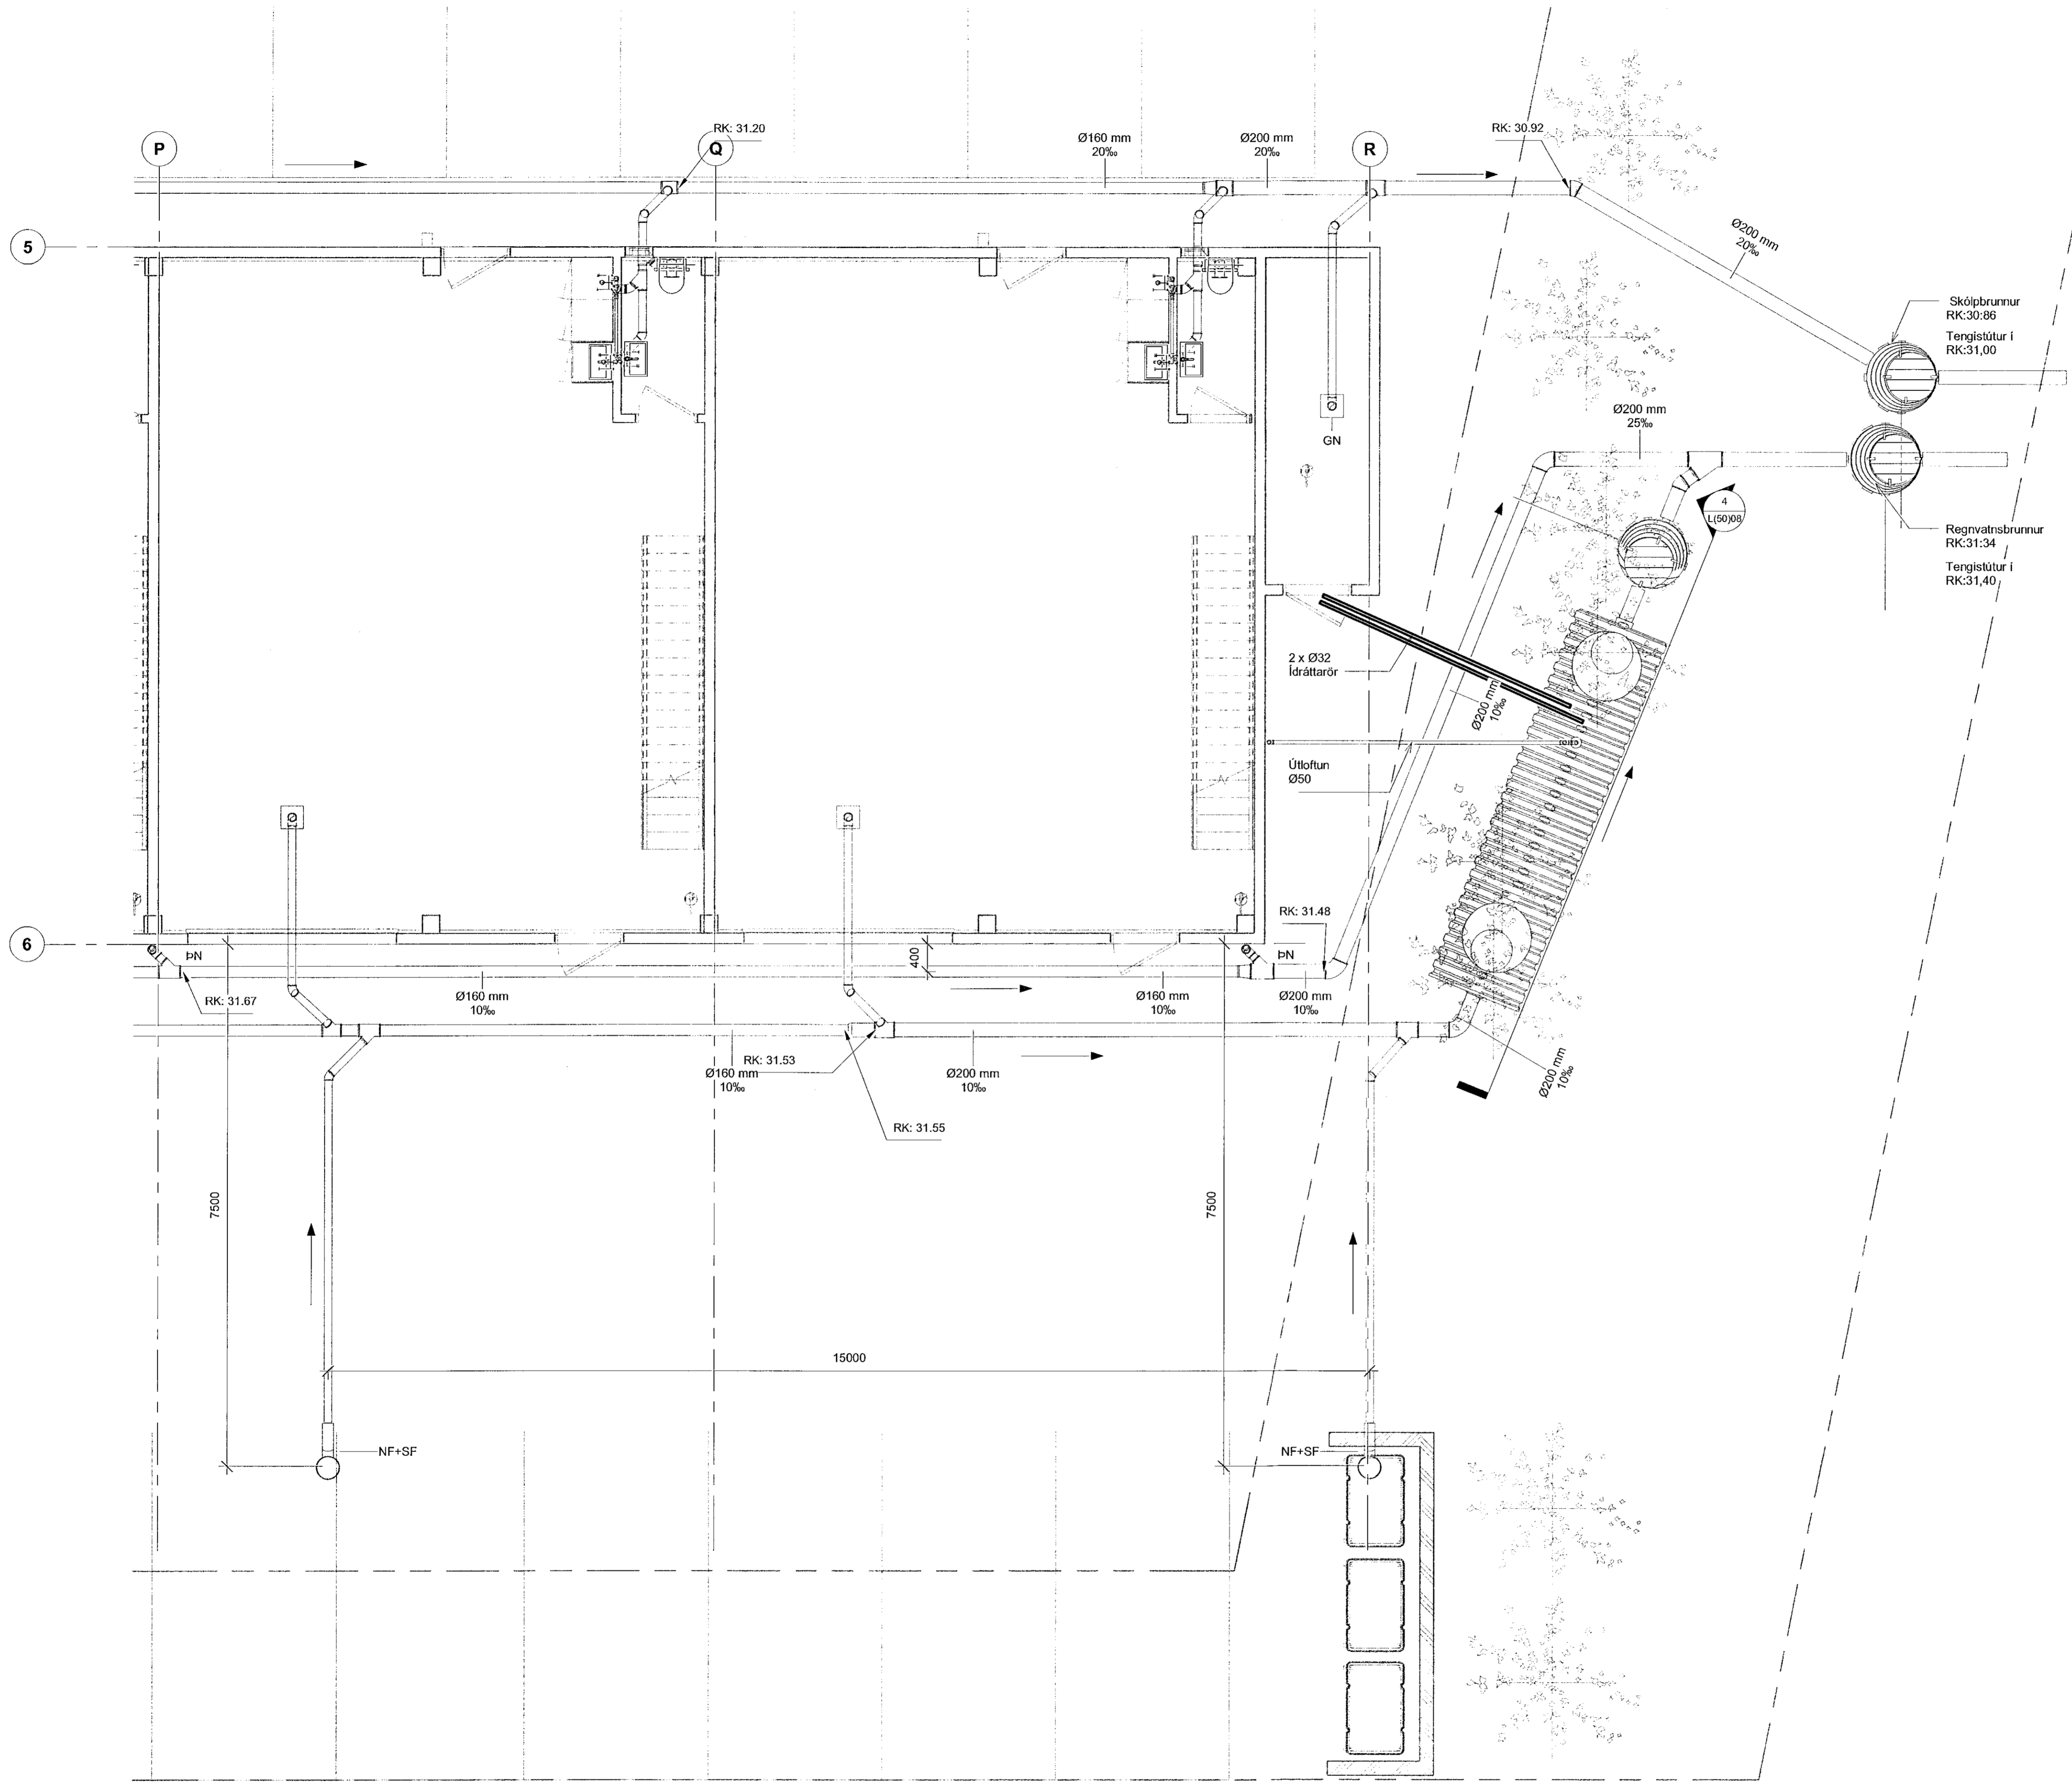 P
RK: 31.20
Q
Ø160 mm
20‰
Ø200 mm
20‰
R
RK: 30.92
5
Ø200 mm
20‰
Skólpbrunnur
RK:30:86
Tengistútur í
RK:31,00
Ø200 mm
25‰
GN
4
L(50)08
Regnvatnsbrunnur
RK:31:34
Tengistútur í
RK:31,40
2 x Ø32
Ídráttarör
Ø200 mm
10‰
Útloftun
Ø50
6
RK: 31.48
ÞN
400
ÞN
RK: 31.67
Ø160 mm
10‰
Ø160 mm
10‰
Ø200 mm
10‰
RK: 31.53
Ø160 mm
10‰
Ø200 mm
10‰
Ø200 mm
10‰
RK: 31.55
7500
7500
15000
NF+SF
NF+SF